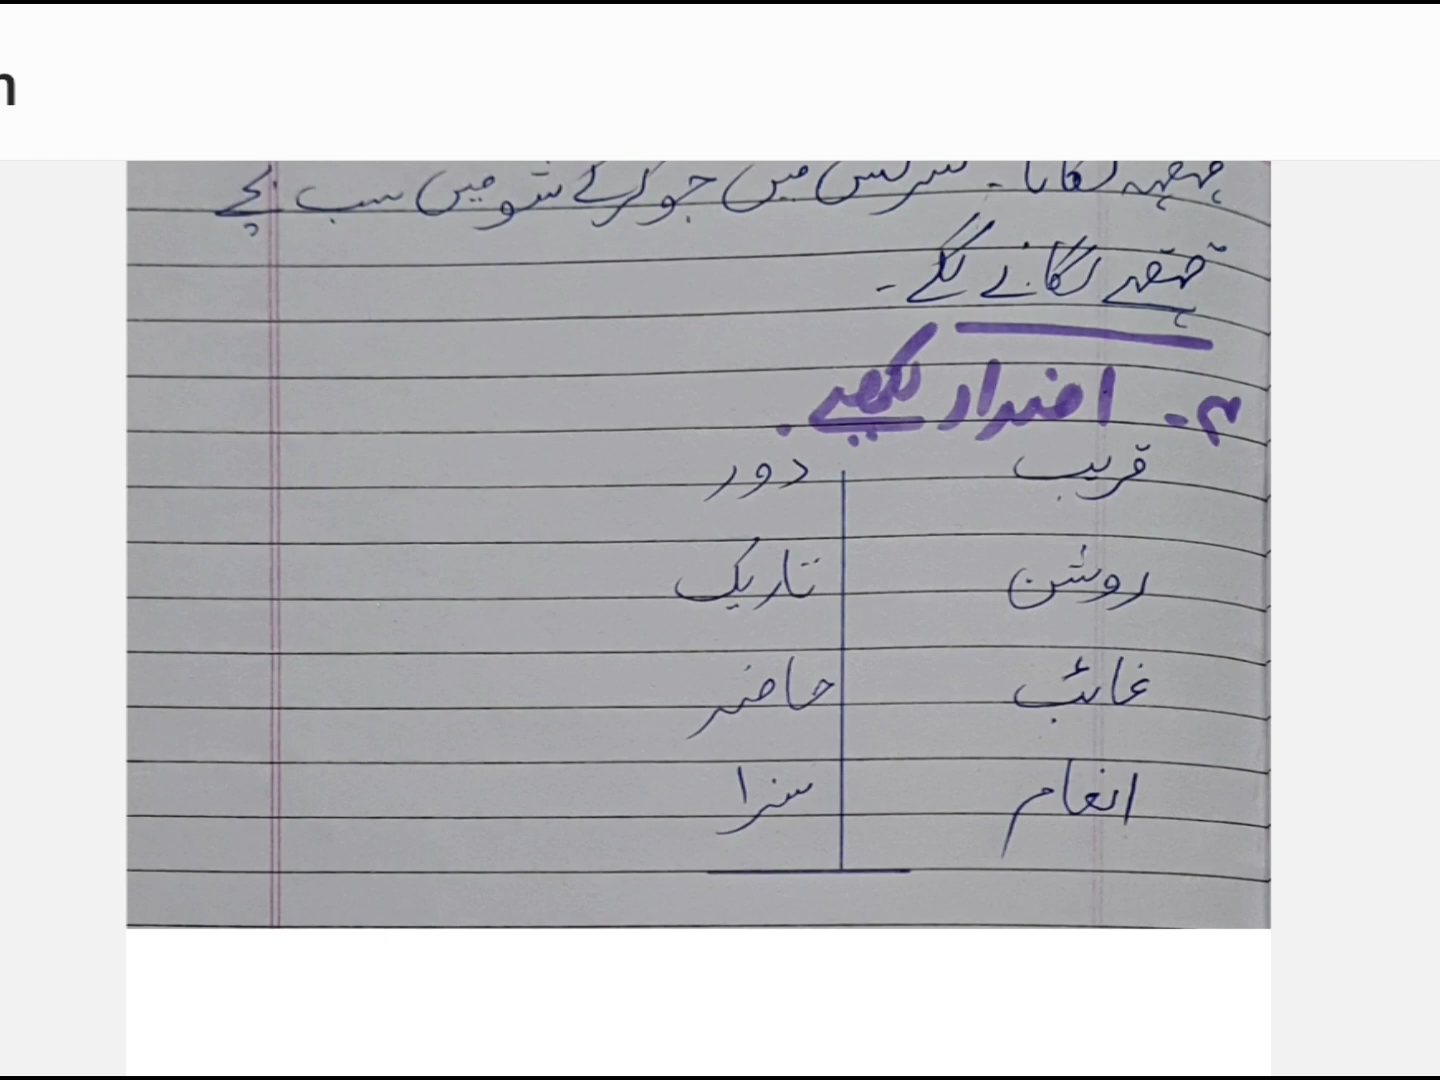 n
قہقہہ لگانا ۔ سرکس میں جوکر کے شو میں سب بچے
قہقہے لگانے لگے ۔
۳۔ اضداد لکھیے ۔
قریب دور
روشن تاریک
غائب حاضر
انعام سزا